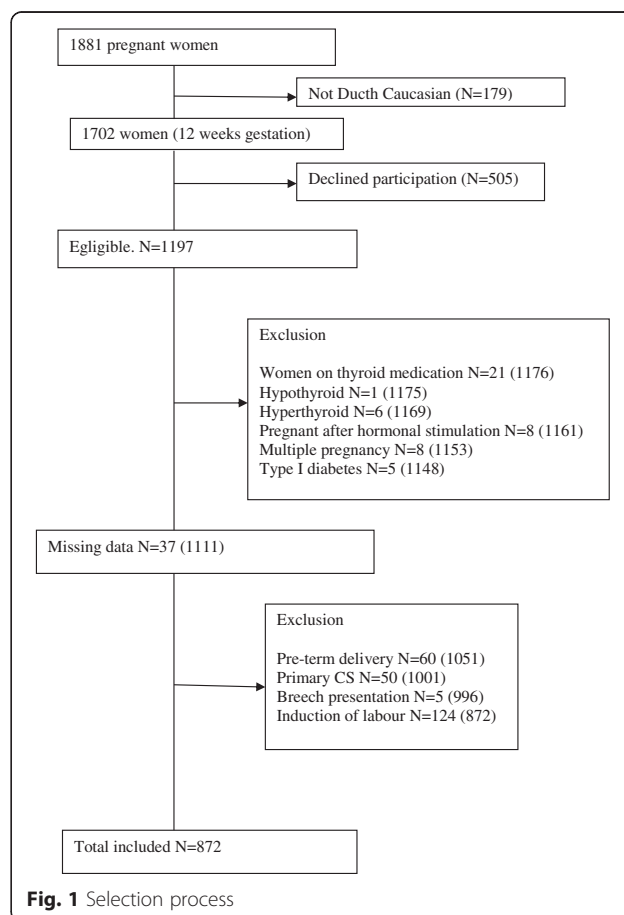 1881 pregnant women
Not Ducth Caucasian (N=179)
1702 women (12 weeks gestation)
Declined participation (N=505)
Egligible. N=1197
Exclusion
Women on thyroid medication N=21 (1176)
Hypothyroid N=1 (1175)
Hyperthyroid N=6 (1169)
Pregnant after hormonal stimulation N=8 (1161)
Multiple pregnancy N=8 (1153)
Type I diabetes N=5 (1148)
Missing data N=37 (1111)
Exclusion
Pre-term delivery N=60 (1051)
Primary CS N=50 (1001)
Breech presentation N=5 (996)
Induction of labour N=124 (872)
Total included N=872
Fig. 1 Selection process